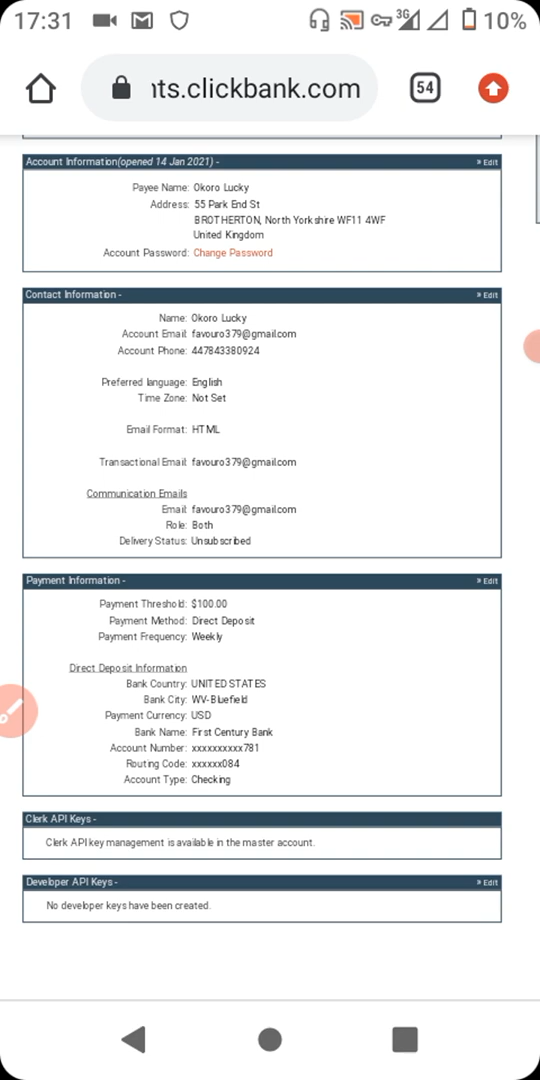 17:31 3G 10%
nts.clickbank.com 54
Account Information(opened 14 Jan 2021) - » Edit
Payee Name: Okoro Lucky
Address: 55 Park End St
BROTHERTON, North Yorkshire WF11 4WF
United Kingdom
Account Password: Change Password
Contact Information - » Edit
Name: Okoro Lucky
Account Email: favouro379@gmail.com
Account Phone: 447843380924
Preferred language: English
Time Zone: Not Set
Email Format: HTML
Transactional Email: favouro379@gmail.com
Communication Emails
Email: favouro379@gmail.com
Role: Both
Delivery Status: Unsubscribed
Payment Information - » Edit
Payment Threshold: $100.00
Payment Method: Direct Deposit
Payment Frequency: Weekly
Direct Deposit Information
Bank Country: UNITED STATES
Bank City: WV-Bluefield
Payment Currency: USD
Bank Name: First Century Bank
Account Number: xxxxxxxxxx781
Routing Code: xxxxxx084
Account Type: Checking
Clerk API Keys -
Clerk API key management is available in the master account.
Developer API Keys - » Edit
No developer keys have been created.